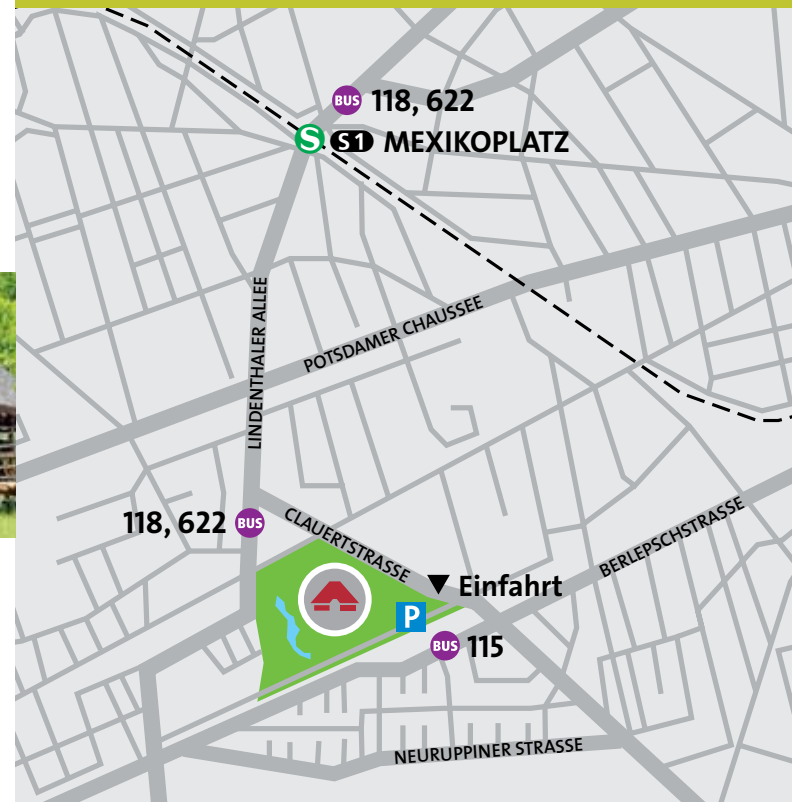 BUS 118, 622
S S1 MEXIKOPLATZ
LINDENTHALER ALLEE
POTSDAMER CHAUSSEE
118, 622 BUS
CLAUERTSTRASSE
BERLEPSCHSTRASSE
Einfahrt
P
BUS 115
NEURUPPINER STRASSE